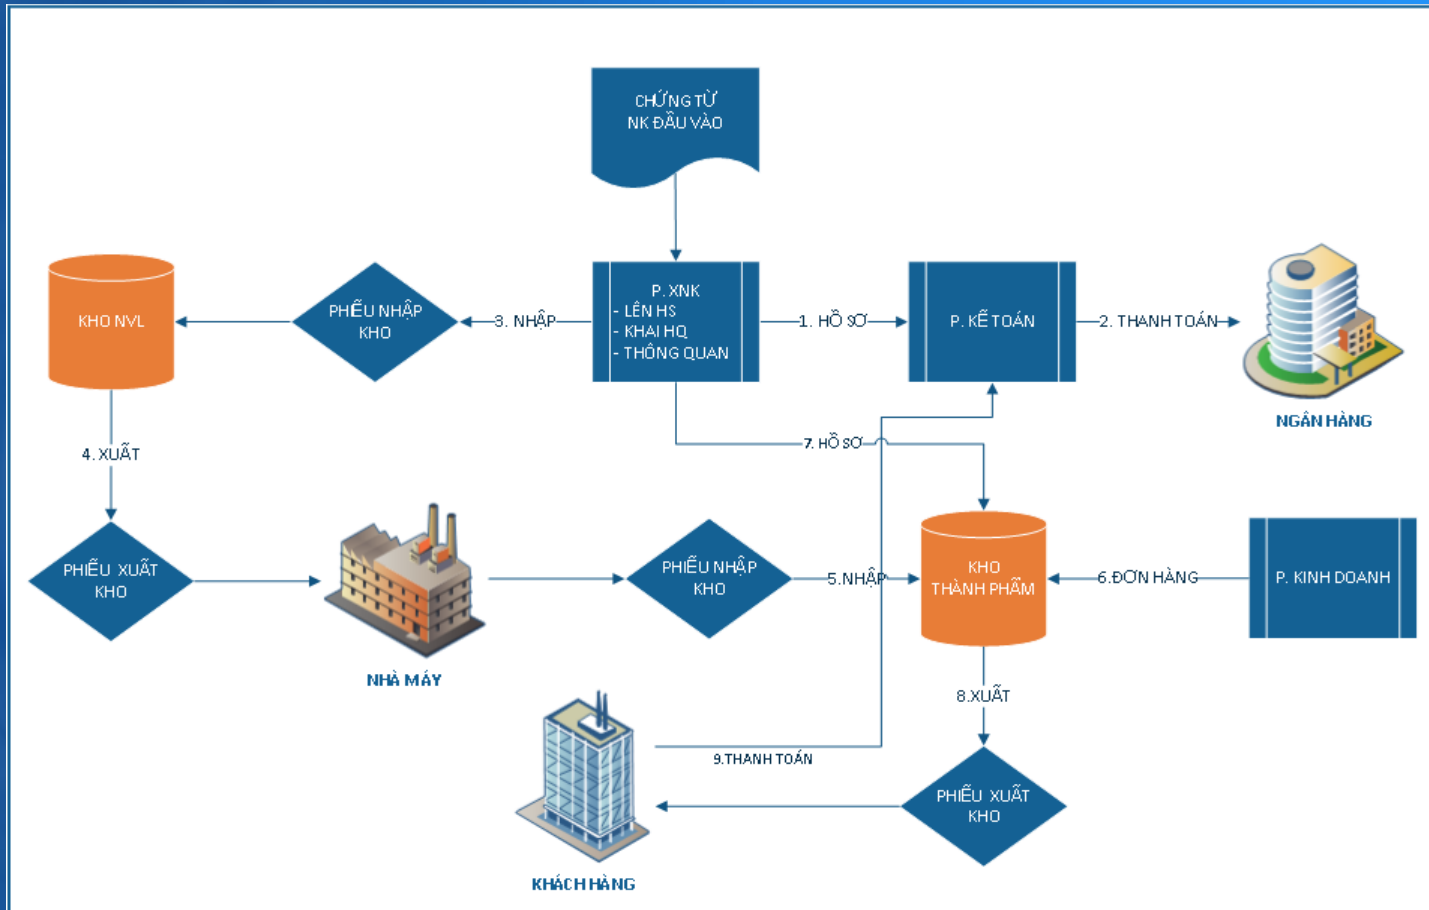 CHỨNG TỪ
NK ĐẦU VÀO
KHO NVL
PHIẾU NHẬP
KHO
3. NHẬP
P. XNK
- LÊN HS
- KHAI HQ
- THÔNG QUAN
1. HỒ SƠ
P. KẾ TOÁN
2. THANH TOÁN
NGÂN HÀNG
4. XUẤT
7. HỒ SƠ
PHIẾU XUẤT
KHO
NHÀ MÁY
PHIẾU NHẬP
KHO
5.NHẬP
KHO
THÀNH PHẨM
6.ĐƠN HÀNG
P. KINH DOANH
8.XUẤT
9.THANH TOÁN
PHIẾU XUẤT
KHO
KHÁCH HÀNG